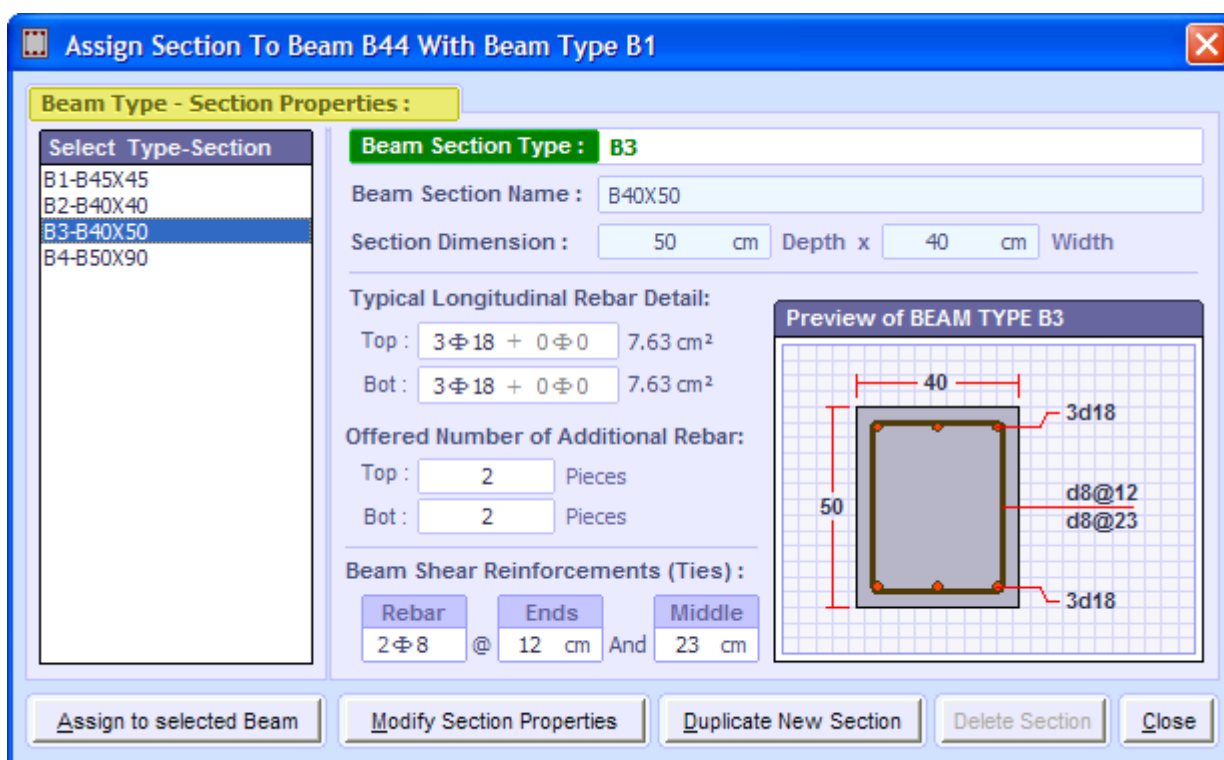 Assign Section To Beam B44 With Beam Type B1
Beam Type - Section Properties :
Select Type-Section
B1-B45X45
B2-B40X40
B3-B40X50
B4-B50X90
Beam Section Type : B3
Beam Section Name : B40X50
Section Dimension : 50 cm Depth x 40 cm Width
Typical Longitudinal Rebar Detail:
Top : 3Φ18 + 0Φ0 7.63 cm²
Bot : 3Φ18 + 0Φ0 7.63 cm²
Offered Number of Additional Rebar:
Top : 2 Pieces
Bot : 2 Pieces
Beam Shear Reinforcements (Ties) :
Rebar Ends Middle
2Φ8 @ 12 cm And 23 cm
Preview of BEAM TYPE B3
40
3d18
50
d8@12
d8@23
3d18
Assign to selected Beam Modify Section Properties Duplicate New Section Delete Section Close